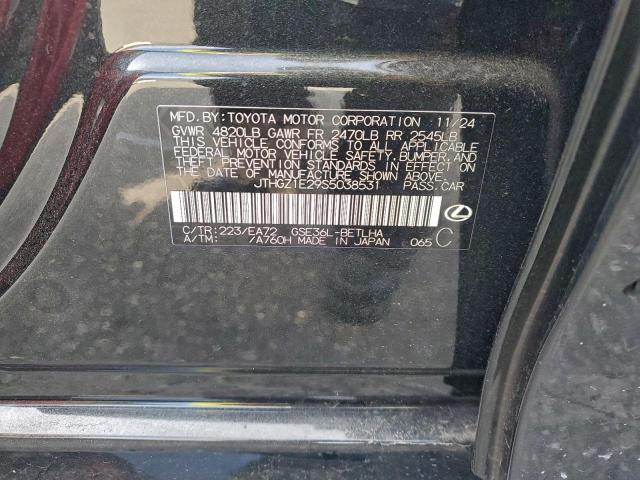 MFD. BY: TOYOTA MOTOR CORPORATION 11/24
GVWR 4820LB GAWR FR 2470LB RR 2545LB
THIS VEHICLE CONFORMS TO ALL APPLICABLE
FEDERAL MOTOR VEHICLE SAFETY, BUMPER, AND
THEFT PREVENTION STANDARDS IN EFFECT ON
THE DATE OF MANUFACTURE SHOWN ABOVE.
JTHGZ1E29S5038531 PASS.CAR
C/TR: 223/EA72 GSE36L-BETLHA
A/TM: /A760H MADE IN JAPAN 065 C